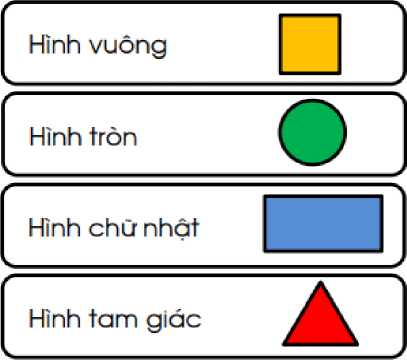 Hình vuông
Hình tròn
Hình chữ nhật
Hình tam giác